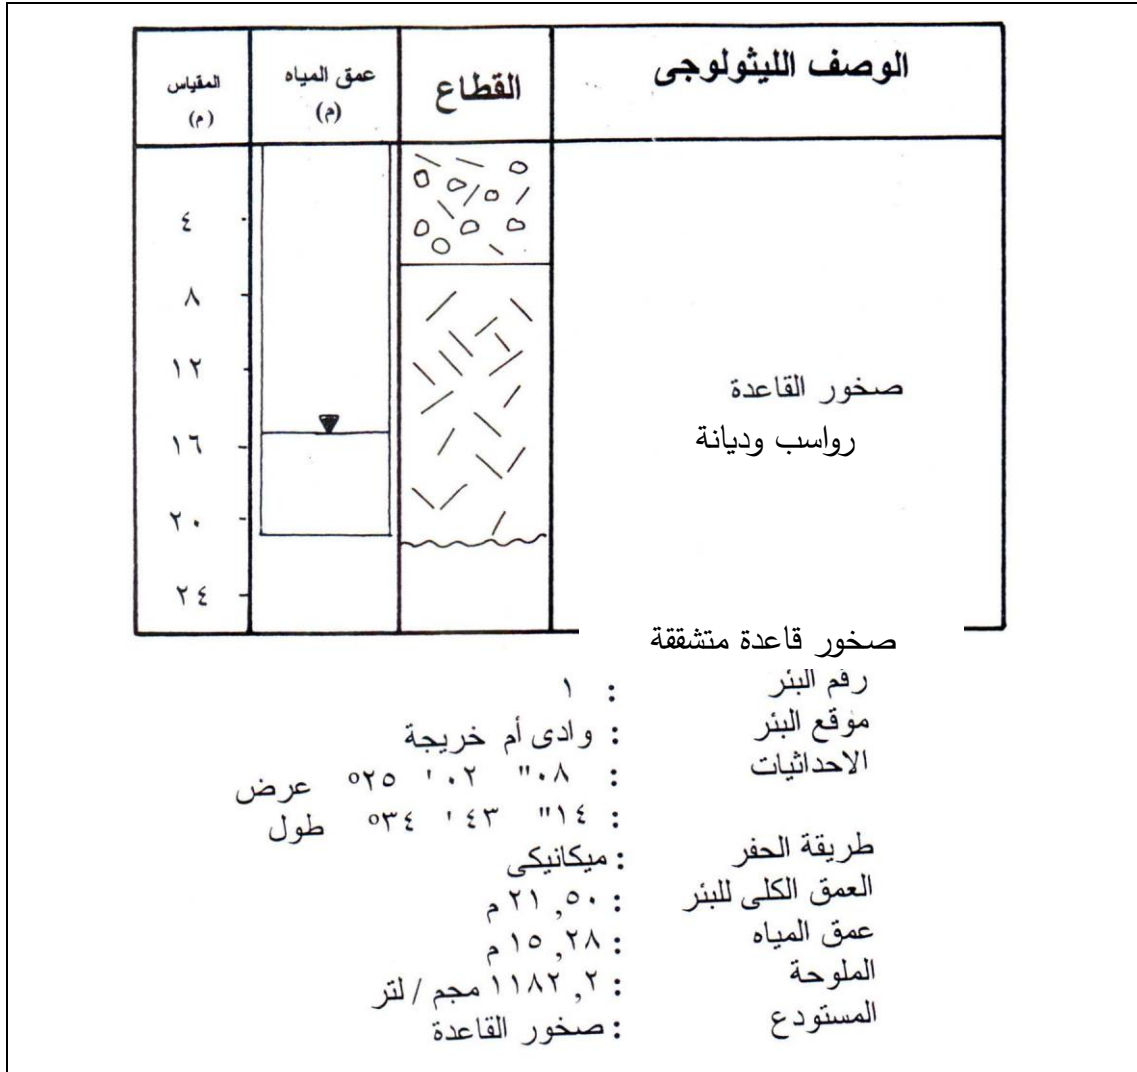 الوصف الليثولوجى
القطاع
عمق المياه
(م)
المقياس
(م)
٤
٨
١٢
١٦
٢٠
٢٤
صخور القاعدة
رواسب وديانة
صخور قاعدة متشققة
رقم البئر : ١
موقع البئر : وادى أم خريجة
الاحداثيات : ٠٨" ٠٢' ٢٥° عرض
: ١٤" ٤٣' ٣٤° طول
طريقة الحفر : ميكانيكى
العمق الكلى للبئر : ٢١,٥٠ م
عمق المياه : ١٥,٢٨ م
الملوحة : ١١٨٢,٢ مجم / لتر
المستودع : صخور القاعدة